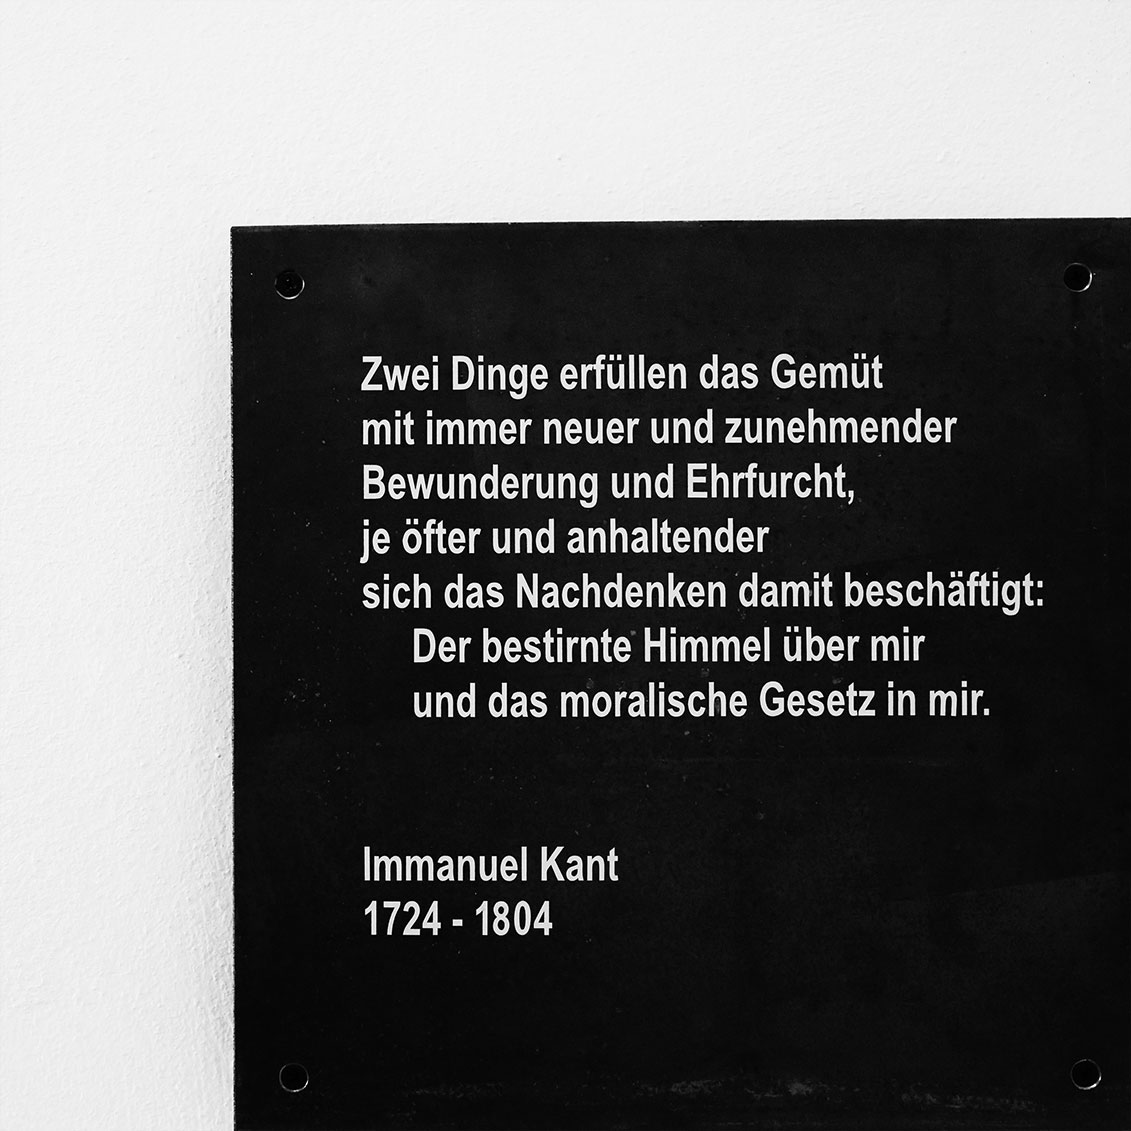 Zwei Dinge erfüllen das Gemüt
mit immer neuer und zunehmender
Bewunderung und Ehrfurcht,
je öfter und anhaltender
sich das Nachdenken damit beschäftigt:
Der bestirnte Himmel über mir
und das moralische Gesetz in mir.
Immanuel Kant
1724 - 1804